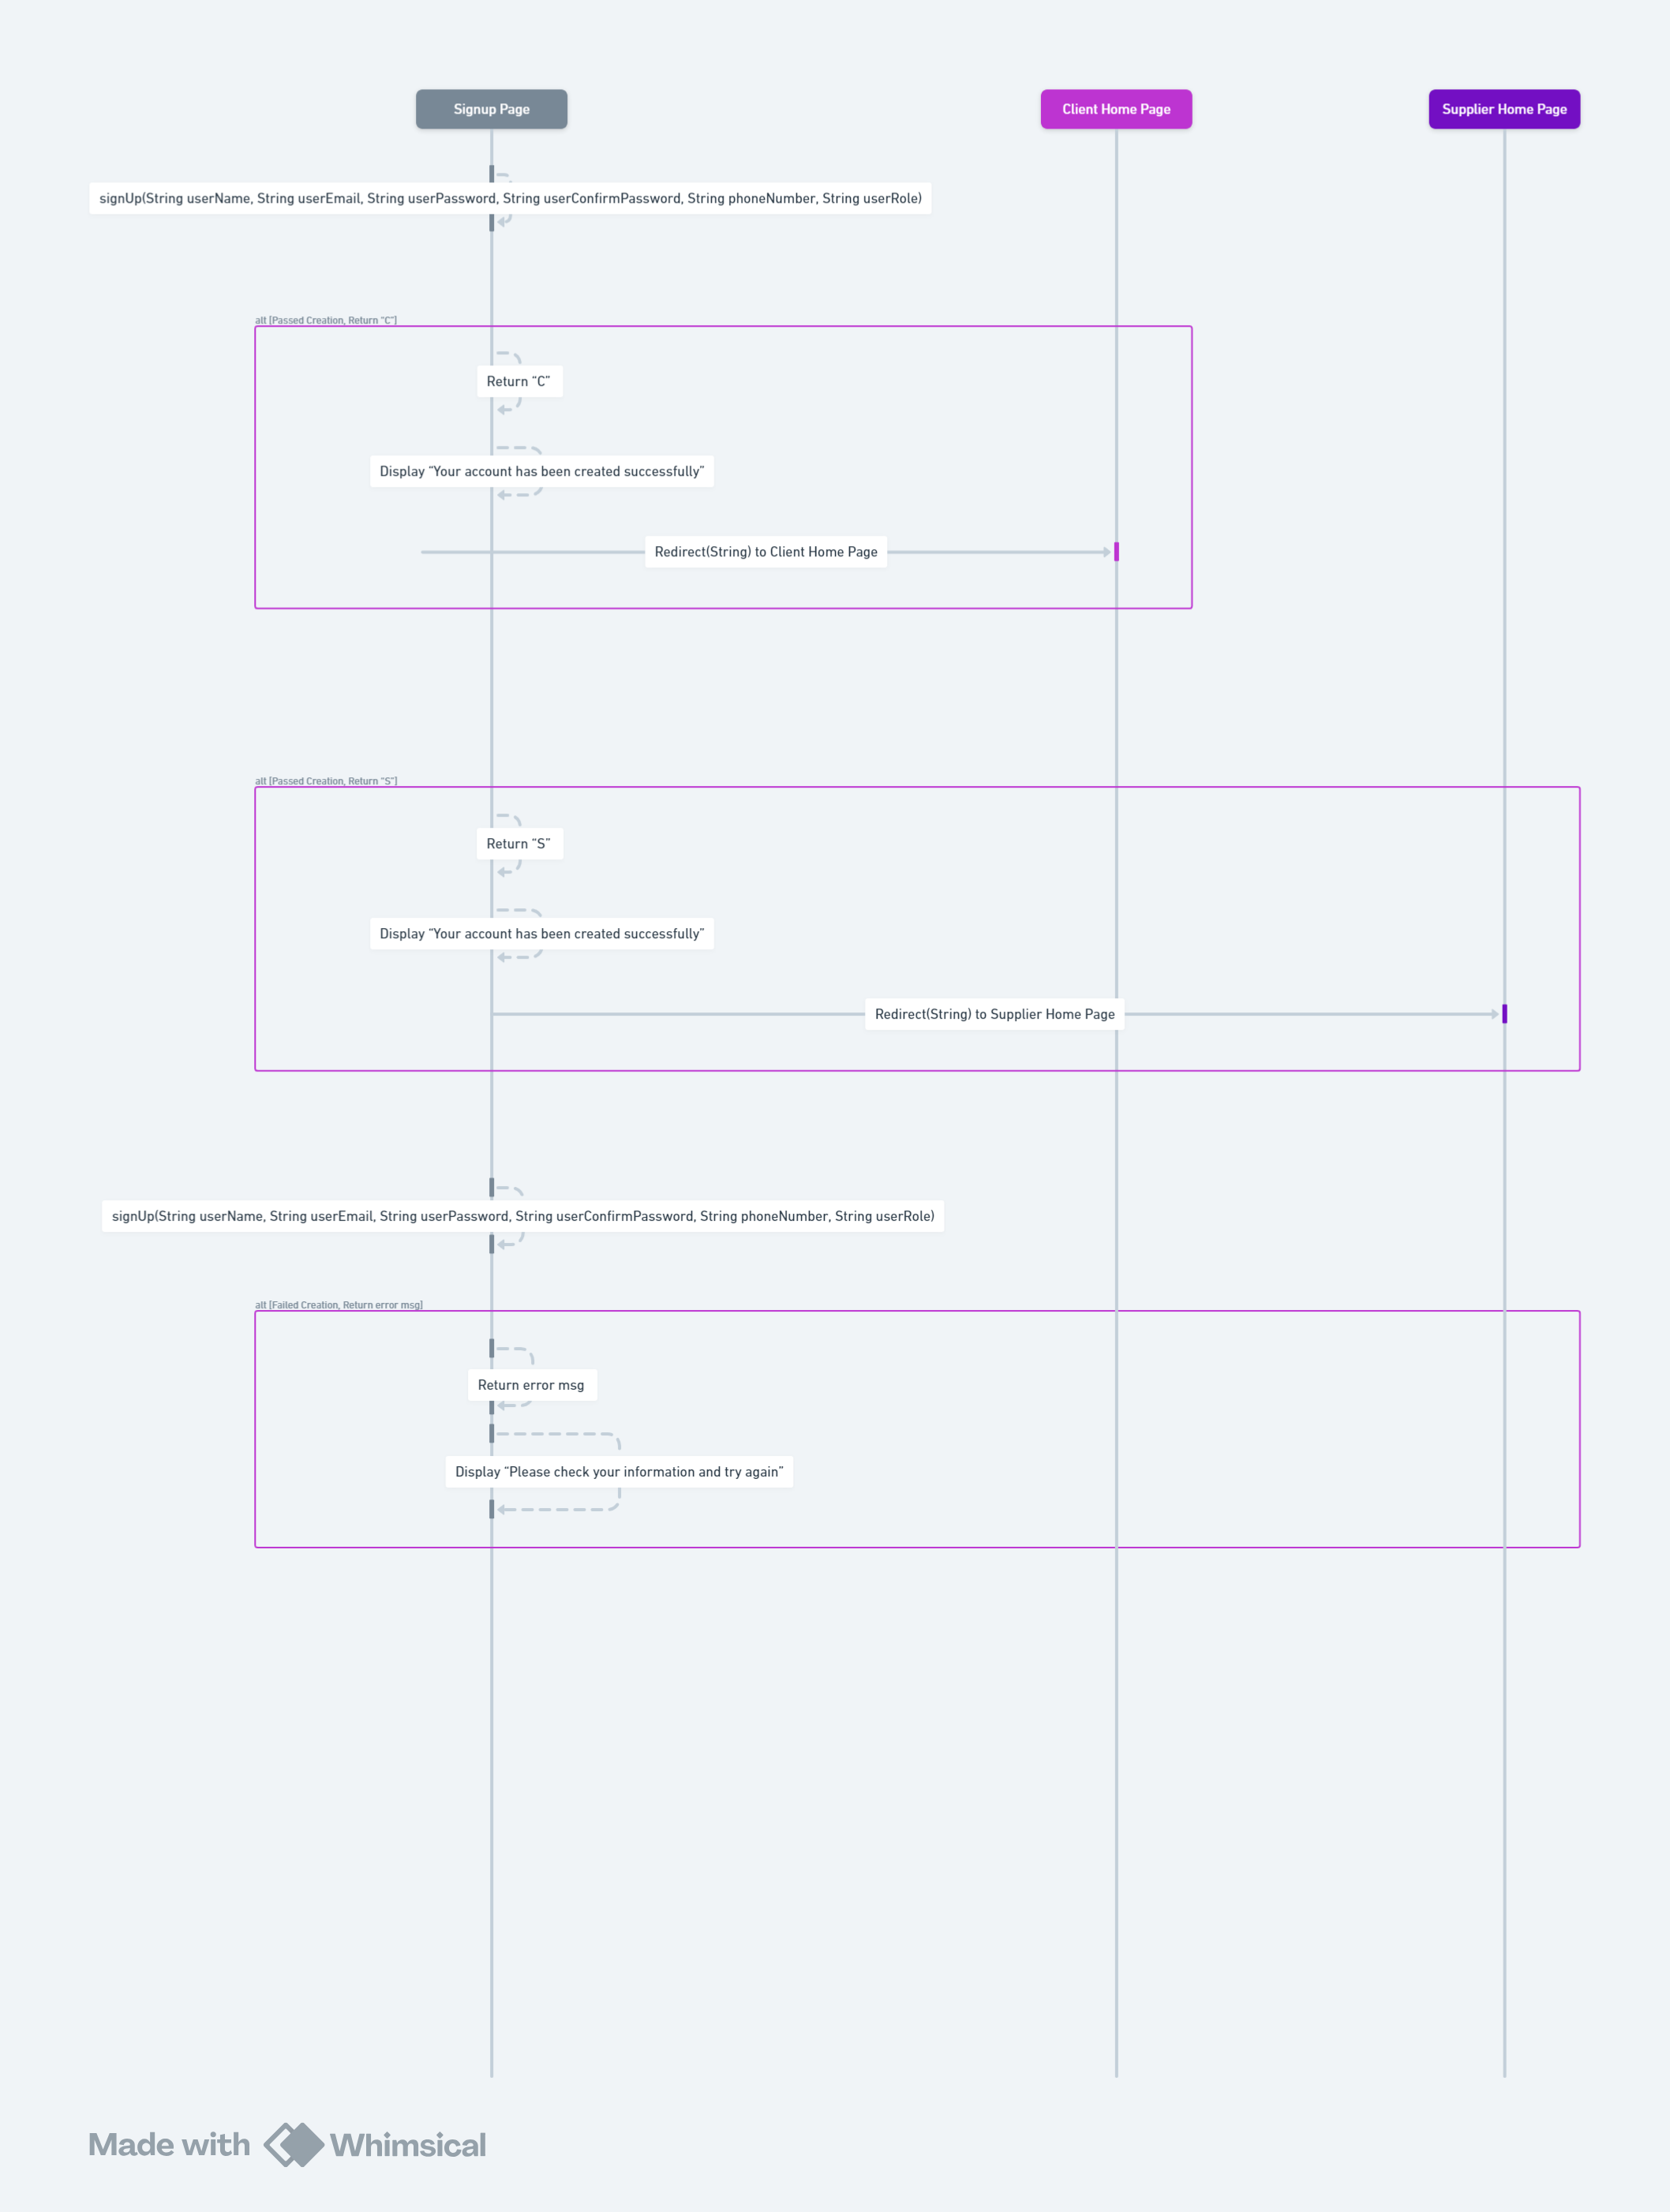 Signup Page
Client Home Page
Supplier Home Page
signUp(String userName, String userEmail, String userPassword, String userConfirmPassword, String phoneNumber, String userRole)
alt [Passed Creation, Return “C”]
Return “C”
Display “Your account has been created successfully”
Redirect(String) to Client Home Page
alt [Passed Creation, Return “S”]
Return “S”
Display “Your account has been created successfully”
Redirect(String) to Supplier Home Page
signUp(String userName, String userEmail, String userPassword, String userConfirmPassword, String phoneNumber, String userRole)
alt [Failed Creation, Return error msg]
Return error msg
Display “Please check your information and try again”
Made with Whimsical